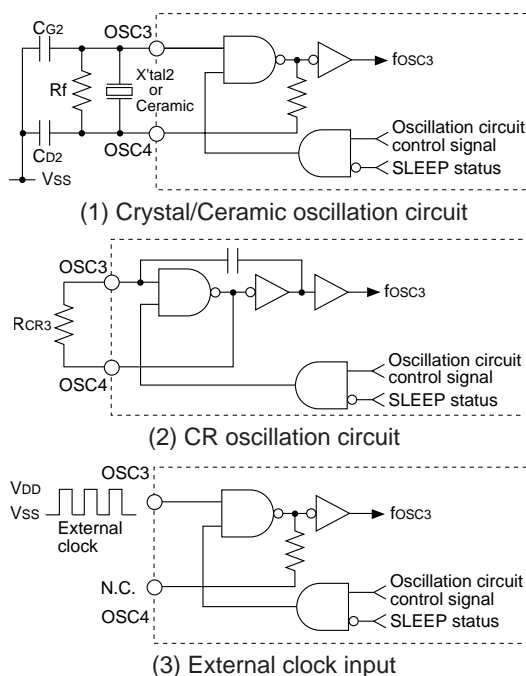 OSC3
CG2
Rf
X'tal2
or
Ceramic
fOSC3
CD2
OSC4
VSS
Oscillation circuit
control signal
SLEEP status
(1) Crystal/Ceramic oscillation circuit
OSC3
fOSC3
RCR3
OSC4
Oscillation circuit
control signal
SLEEP status
(2) CR oscillation circuit
OSC3
VDD
VSS
External
clock
fOSC3
N.C.
OSC4
Oscillation circuit
control signal
SLEEP status
(3) External clock input